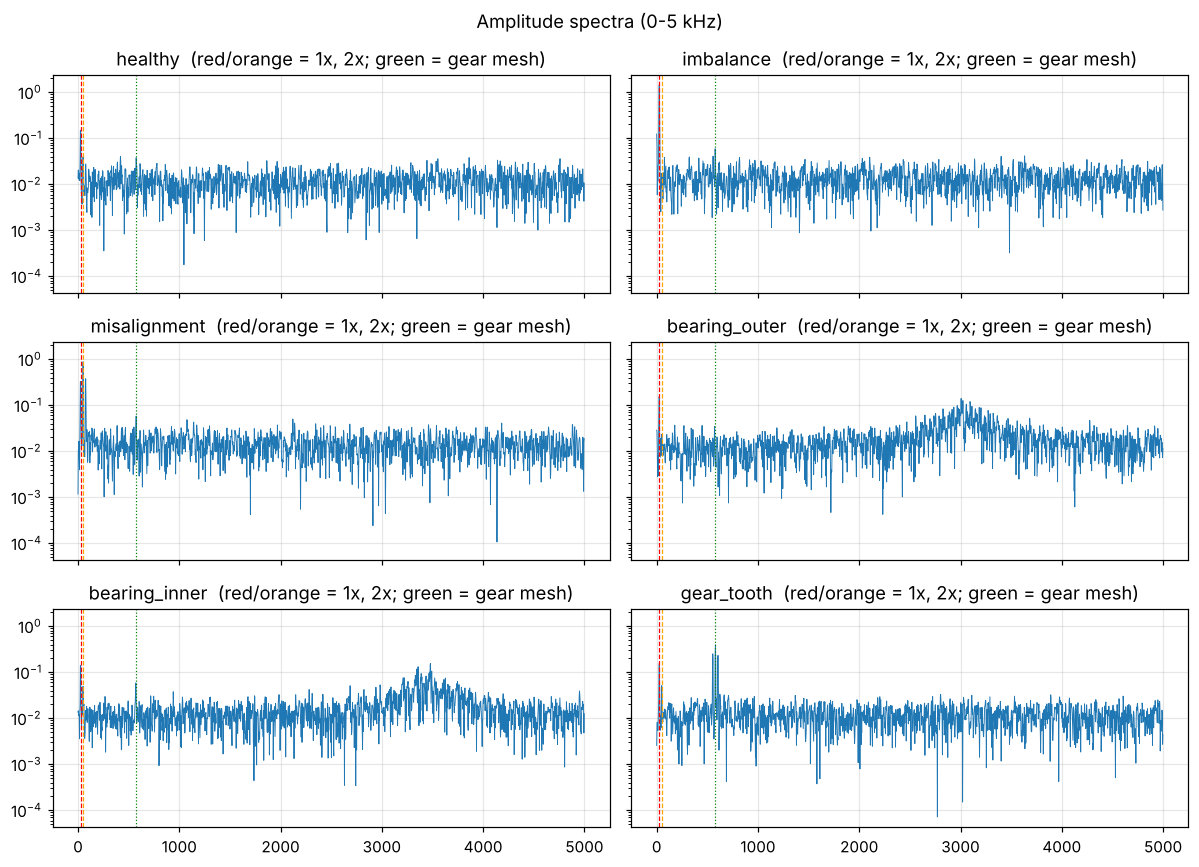 Amplitude spectra (0-5 kHz)
healthy (red/orange = 1x, 2x; green = gear mesh)
imbalance (red/orange = 1x, 2x; green = gear mesh)
10⁰
10⁻¹
10⁻²
10⁻³
10⁻⁴
misalignment (red/orange = 1x, 2x; green = gear mesh)
bearing_outer (red/orange = 1x, 2x; green = gear mesh)
10⁰
10⁻¹
10⁻²
10⁻³
10⁻⁴
bearing_inner (red/orange = 1x, 2x; green = gear mesh)
gear_tooth (red/orange = 1x, 2x; green = gear mesh)
10⁰
10⁻¹
10⁻²
10⁻³
10⁻⁴
0 1000 2000 3000 4000 5000
0 1000 2000 3000 4000 5000